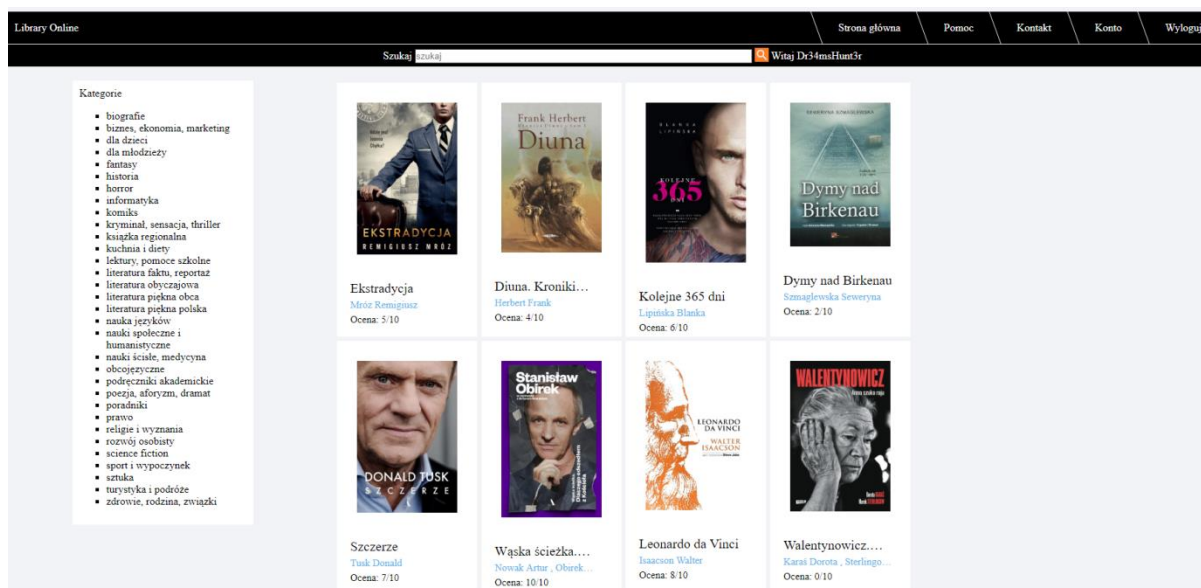 Library Online
Strona główna
Pomoc
Kontakt
Konto
Wyloguj
Szukaj
szukaj
Witaj Dr34msHunt3r
Kategorie
biografie
biznes, ekonomia, marketing
dla dzieci
dla młodzieży
fantasy
historia
horror
informatyka
komiks
kryminał, sensacja, thriller
książka regionalna
kuchnia i diety
lektury, pomoce szkolne
literatura faktu, reportaż
literatura obyczajowa
literatura piękna obca
literatura piękna polska
nauka języków
nauki społeczne i
humanistyczne
nauki ścisłe, medycyna
obcojęzyczne
podręczniki akademickie
poezja, aforyzm, dramat
poradniki
prawo
religie i wyznania
rozwój osobisty
science fiction
sport i wypoczynek
sztuka
turystyka i podróże
zdrowie, rodzina, związki
EKSTRADYCJA
REMIGIUSZ MRÓZ
Ekstradycja
Mróz Remigiusz
Ocena: 5/10
Frank Herbert
Diuna
Diuna. Kroniki…
Herbert Frank
Ocena: 4/10
BLANKA
LIPIŃSKA
KOLEJNE
365
DNI
Kolejne 365 dni
Lipińska Blanka
Ocena: 6/10
SEWERYNA SZMAGLEWSKA
Dymy nad
Birkenau
Dymy nad Birkenau
Szmaglewska Seweryna
Ocena: 2/10
DONALD TUSK
SZCZERZE
Szczerze
Tusk Donald
Ocena: 7/10
Stanisław
Obirek
Wąska ścieżka.…
Nowak Artur , Obirek…
Ocena: 10/10
LEONARDO
DA VINCI
WALTER
ISAACSON
Leonardo da Vinci
Isaacson Walter
Ocena: 8/10
WALENTYNOWICZ
Anna szuka raju
Walentynowicz.…
Karaś Dorota , Sterlingo…
Ocena: 0/10